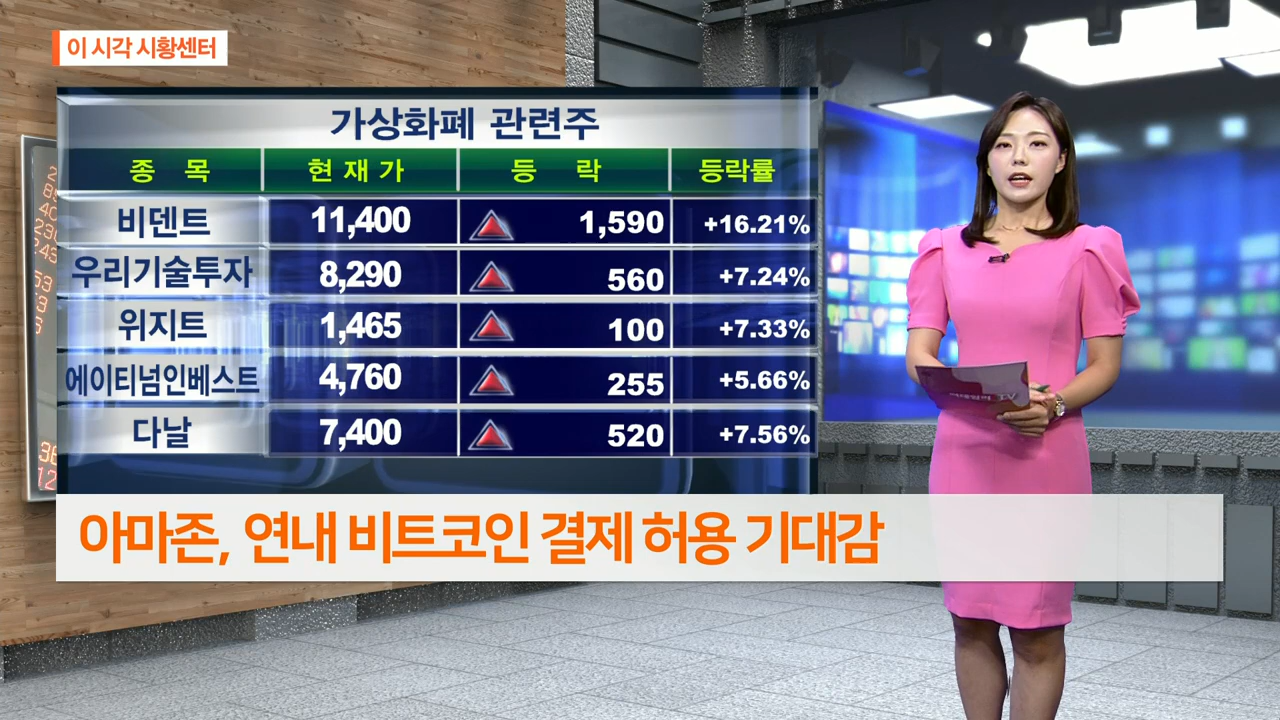 이 시각 시황센터
가상화폐 관련주
종 목 현 재 가 등 락 등락률
비덴트 11,400 ▲ 1,590 +16.21%
우리기술투자 8,290 ▲ 560 +7.24%
위지트 1,465 ▲ 100 +7.33%
에이티넘인베스트 4,760 ▲ 255 +5.66%
다날 7,400 ▲ 520 +7.56%
아마존, 연내 비트코인 결제 허용 기대감